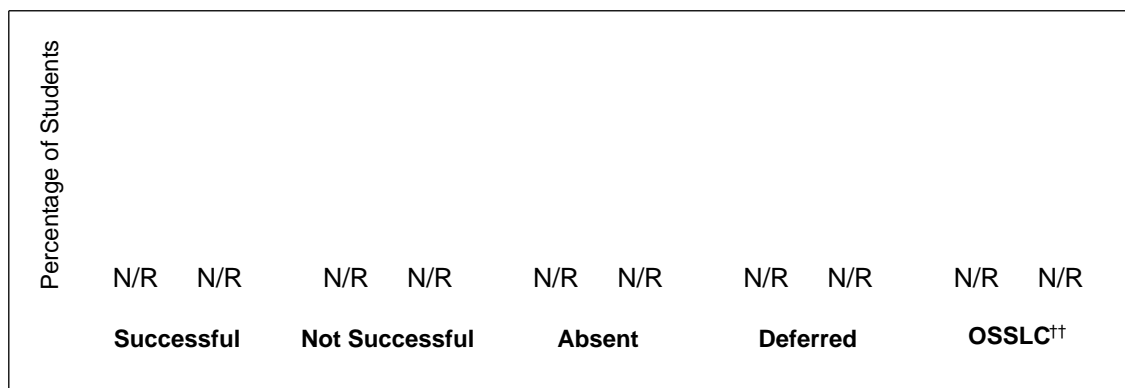 Percentage of Students
N/R N/R N/R N/R N/R N/R N/R N/R N/R N/R
Successful Not Successful Absent Deferred OSSLC††